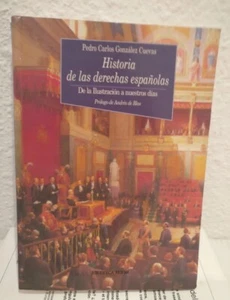 Pedro Carlos González Cuevas
Historia
de las derechas españolas
De la Ilustración a nuestros días
Prólogo de Andrés de Blas